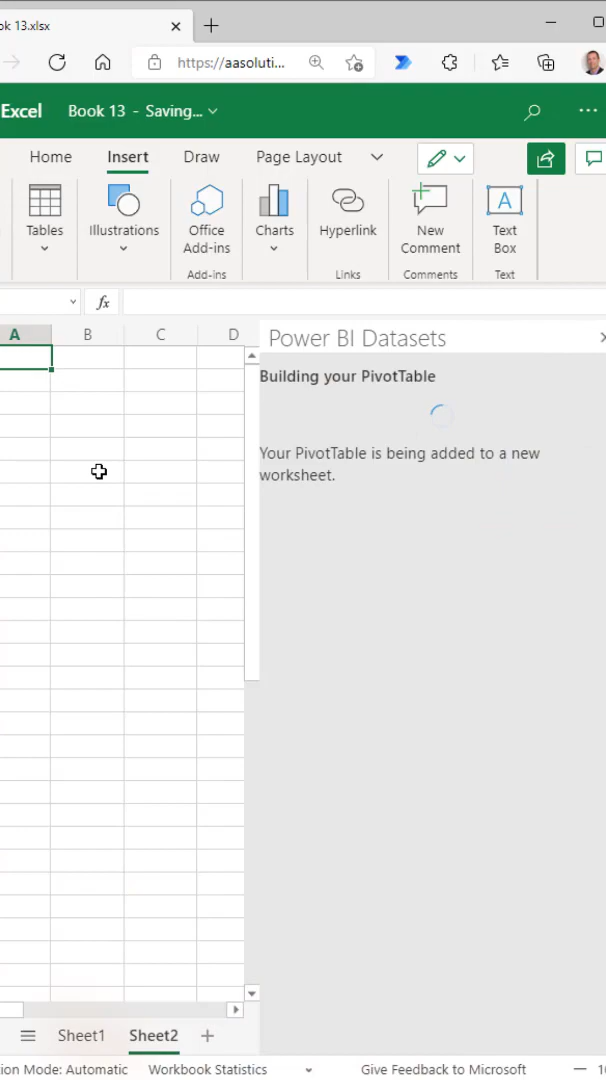 ok 13.xlsx
https://aasoluti...
Excel Book 13 - Saving...
Home Insert Draw Page Layout
Tables
Illustrations
Office
Add-ins
Charts
Hyperlink
New
Comment
Text
Box
Add-ins
Links
Comments
Text
fx
A B C D
Power BI Datasets
Building your PivotTable
Your PivotTable is being added to a new
worksheet.
Sheet1 Sheet2
ion Mode: Automatic Workbook Statistics Give Feedback to Microsoft